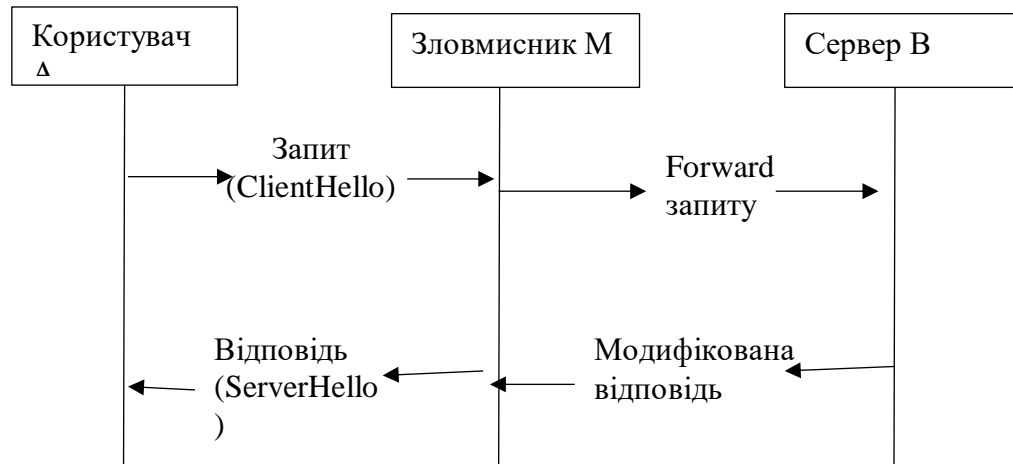 Користувач
А
Зловмисник М
Сервер В
Запит
(ClientHello)
Forward
запиту
Відповідь
(ServerHello
)
Модифікована
відповідь